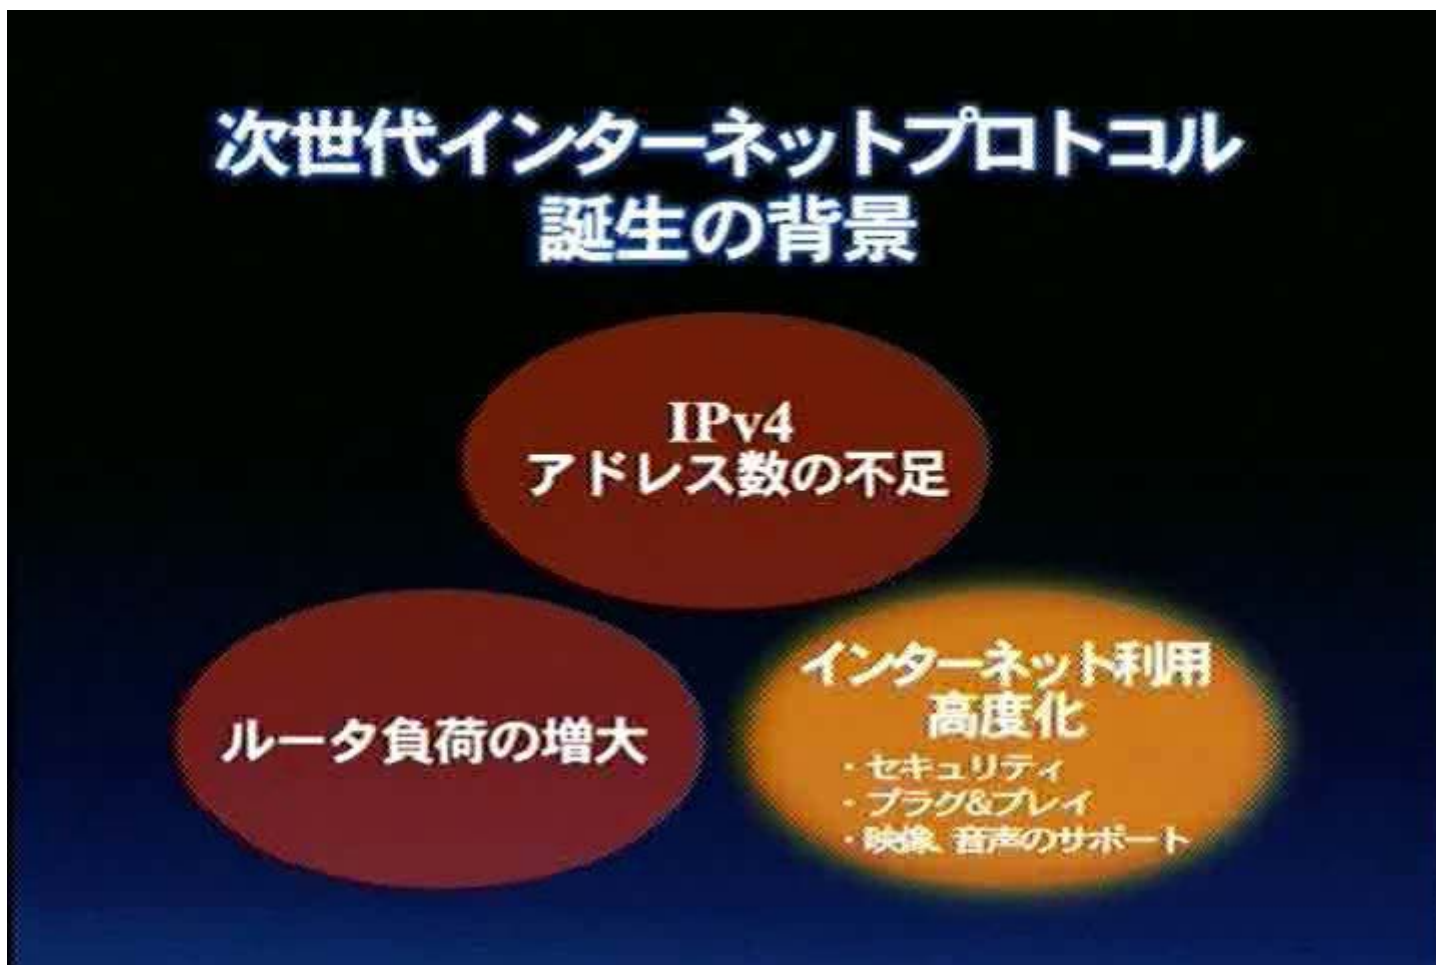 次世代インターネットプロトコル
誕生の背景
IPv4
アドレス数の不足
ルータ負荷の増大
インターネット利用
高度化
・セキュリティ
・プラグ&プレイ
・映像、音声のサポート